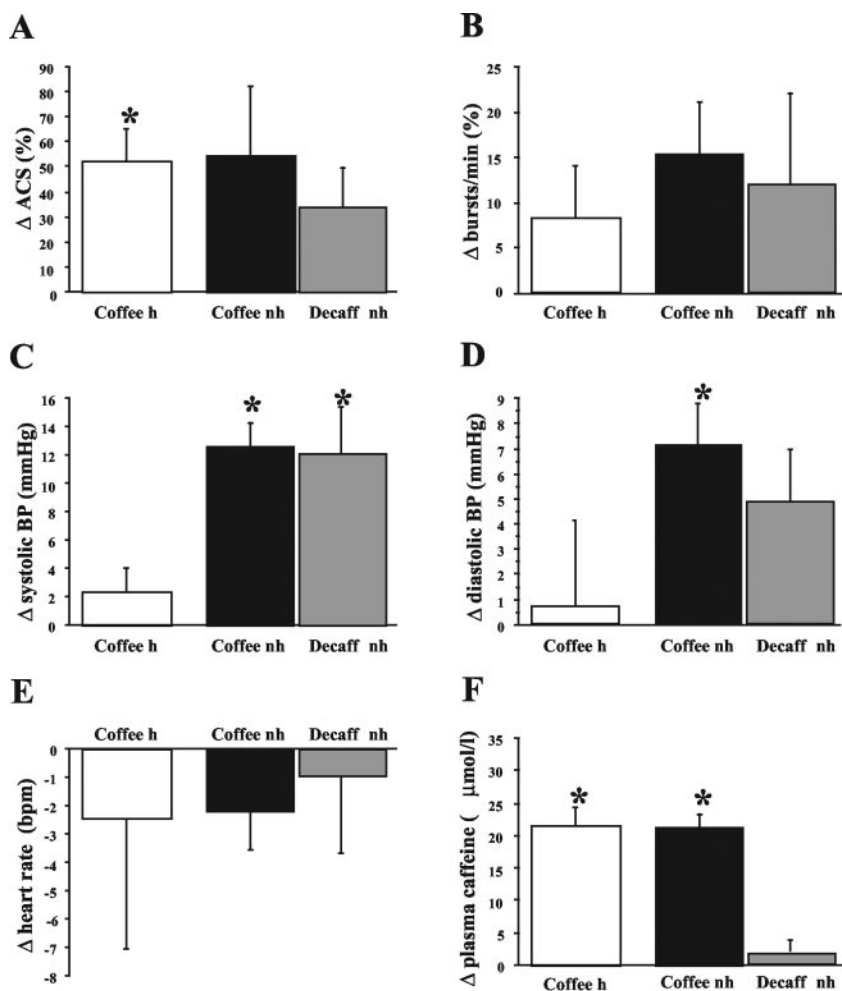 A
Δ ACS (%)
90
80
70
60
50
40
30
20
10
0
*
Coffee h
Coffee nh
Decaff nh
B
Δ bursts/min (%)
25
20
15
10
5
0
Coffee h
Coffee nh
Decaff nh
C
Δ systolic BP (mmHg)
16
14
12
10
8
6
4
2
0
*
*
Coffee h
Coffee nh
Decaff nh
D
Δ diastolic BP (mmHg)
9
8
7
6
5
4
3
2
1
0
*
Coffee h
Coffee nh
Decaff nh
E
Coffee h
Coffee nh
Decaff nh
Δ heart rate (bpm)
0
-1
-2
-3
-4
-5
-6
-7
-8
F
Δ plasma caffeine ( μmol/l)
35
30
25
20
15
10
5
0
*
*
Coffee h
Coffee nh
Decaff nh